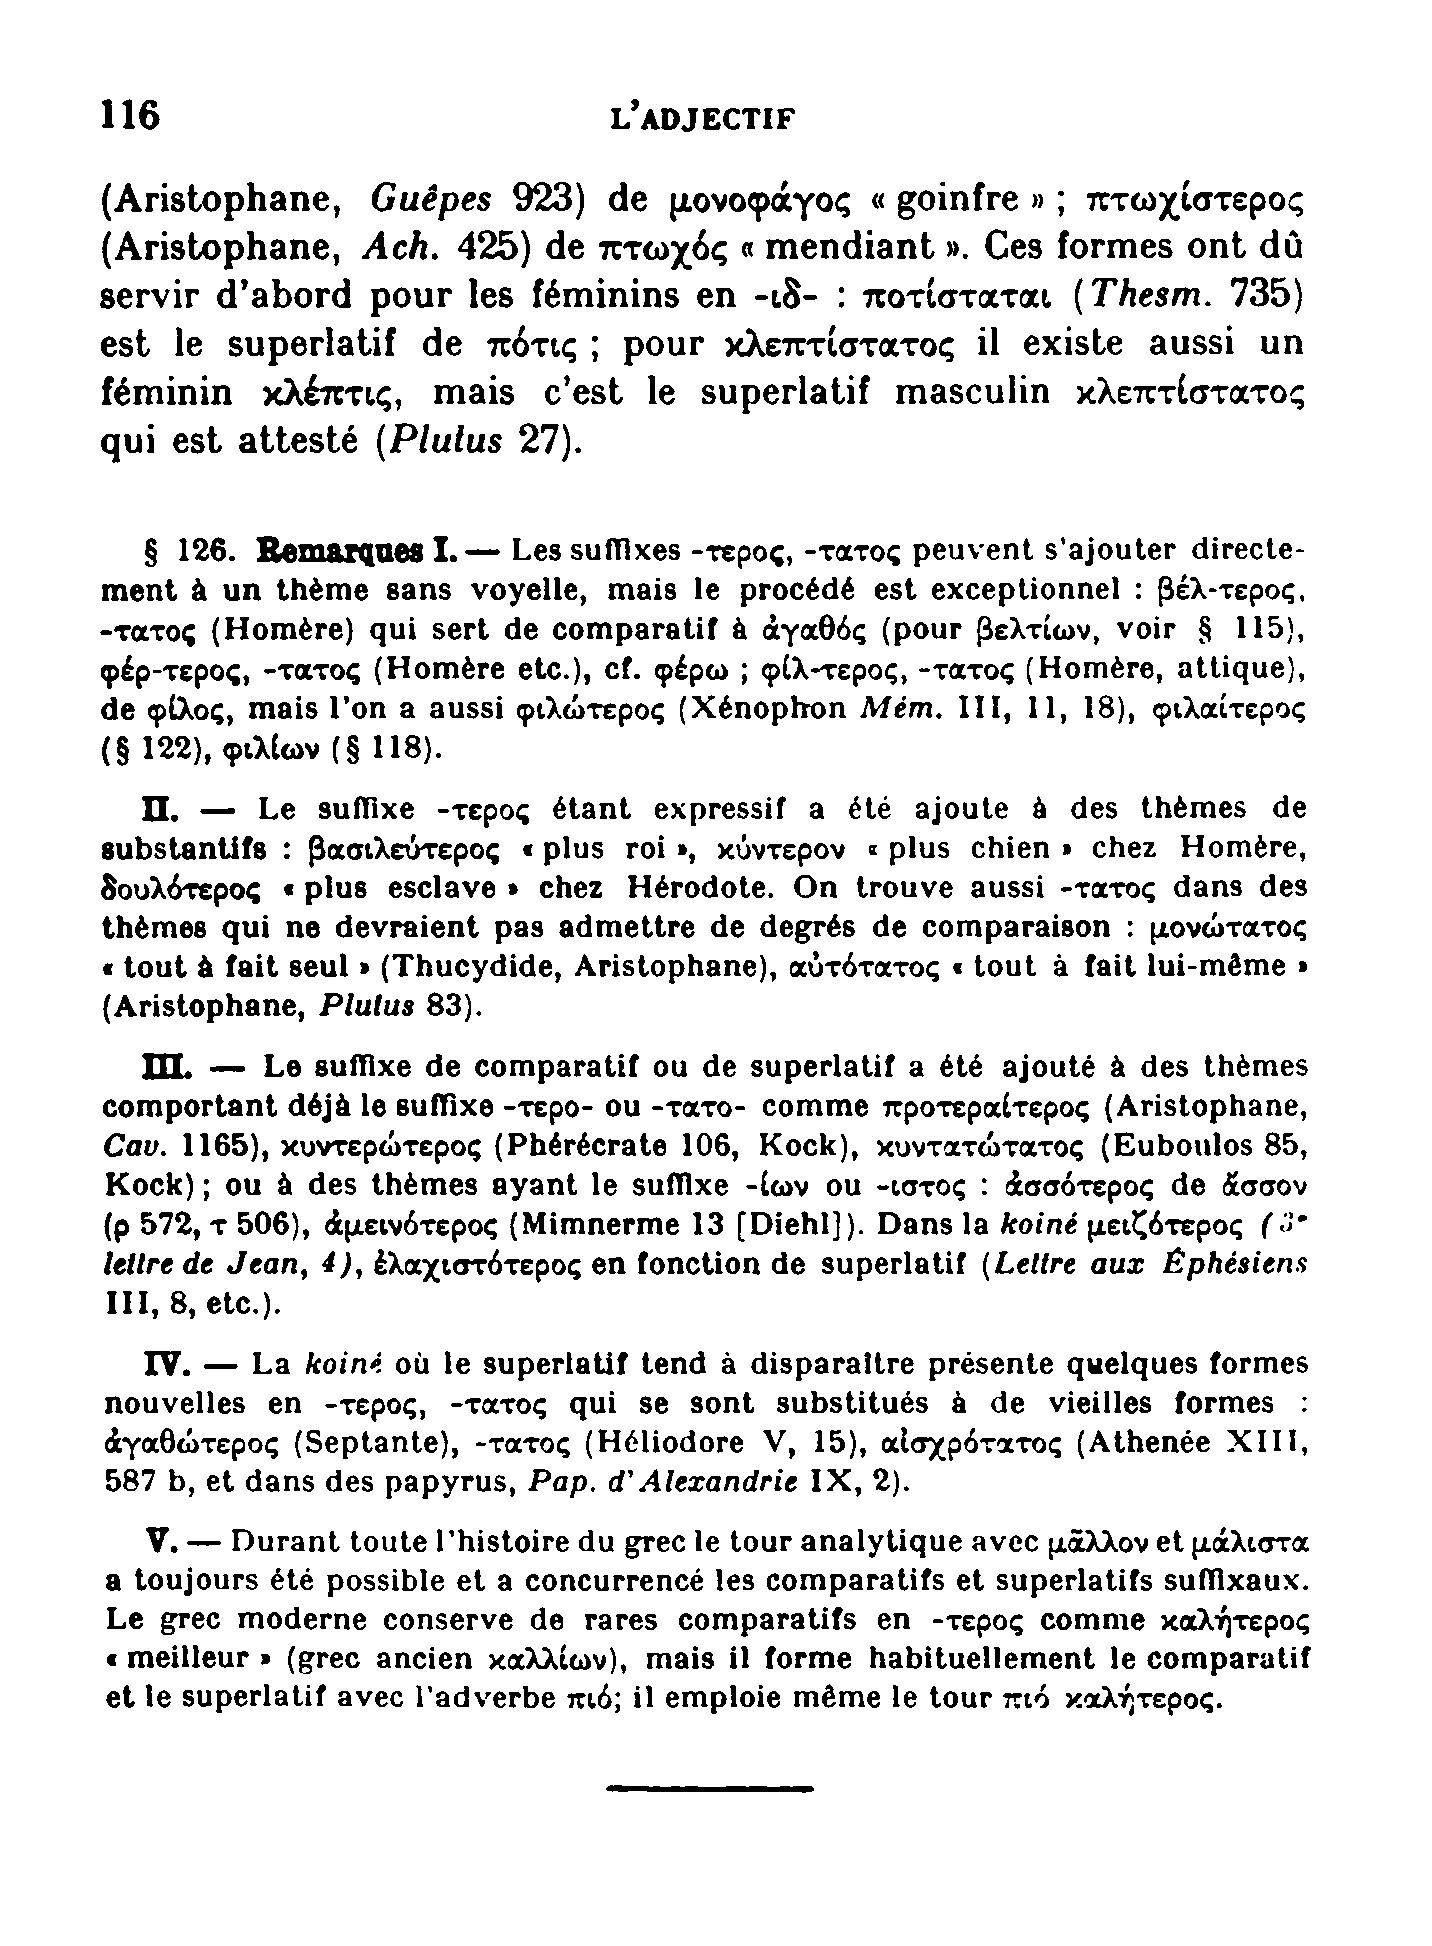 116 L'ADJECTIF
(Aristophane, Guêpes 923) de μονοφάγος « goinfre » ; πτωχίστερος
(Aristophane, Ach. 425) de πτωχός « mendiant ». Ces formes ont dû
servir d'abord pour les féminins en -ιδ- : ποτίσταται (Thesm. 735)
est le superlatif de πότις ; pour κλεπτίστατος il existe aussi un
féminin κλέπτις, mais c'est le superlatif masculin κλεπτίστατος
qui est attesté (Plutus 27).
§ 126. Remarques I. — Les suffixes -τερος, -τατος peuvent s'ajouter directe-
ment à un thème sans voyelle, mais le procédé est exceptionnel : βέλ-τερος,
-τατος (Homère) qui sert de comparatif à ἀγαθός (pour βελτίων, voir § 115),
φέρ-τερος, -τατος (Homère etc.), cf. φέρω ; φίλ-τερος, -τατος (Homère, attique),
de φίλος, mais l'on a aussi φιλώτερος (Xénophon Mém. III, 11, 18), φιλαίτερος
(§ 122), φιλίων (§ 118).
II. — Le suffixe -τερος étant expressif a été ajoute à des thèmes de
substantifs : βασιλεύτερος « plus roi », κύντερον « plus chien » chez Homère,
δουλότερος « plus esclave » chez Hérodote. On trouve aussi -τατος dans des
thèmes qui ne devraient pas admettre de degrés de comparaison : μονώτατος
« tout à fait seul » (Thucydide, Aristophane), αὐτότατος « tout à fait lui-même »
(Aristophane, Plutus 83).
III. — Le suffixe de comparatif ou de superlatif a été ajouté à des thèmes
comportant déjà le suffixe -τερο- ou -τατο- comme προτεραίτερος (Aristophane,
Cav. 1165), κυντερώτερος (Phérécrate 106, Kock), κυντατώτατος (Euboulos 85,
Kock) ; ou à des thèmes ayant le suffixe -ίων ou -ιστος : ἀσσότερος de ἄσσον
(ρ 572, τ 506), ἀμεινότερος (Mimnerme 13 [Diehl]). Dans la koiné μειζότερος (3e
lettre de Jean, 4), ἐλαχιστότερος en fonction de superlatif (Lettre aux Éphésiens
III, 8, etc.).
IV. — La koiné où le superlatif tend à disparaître présente quelques formes
nouvelles en -τερος, -τατος qui se sont substitués à de vieilles formes :
ἀγαθώτερος (Septante), -τατος (Héliodore V, 15), αἰσχρότατος (Athenée XIII,
587 b, et dans des papyrus, Pap. d'Alexandrie IX, 2).
V. — Durant toute l'histoire du grec le tour analytique avec μᾶλλον et μάλιστα
a toujours été possible et a concurrencé les comparatifs et superlatifs suffixaux.
Le grec moderne conserve de rares comparatifs en -τερος comme καλήτερος
« meilleur » (grec ancien καλλίων), mais il forme habituellement le comparatif
et le superlatif avec l'adverbe πιό; il emploie même le tour πιό καλήτερος.